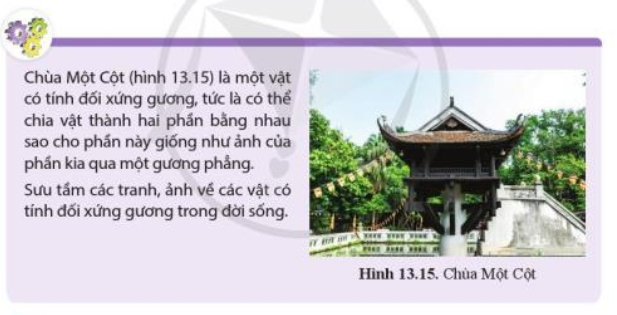 Chùa Một Cột (hình 13.15) là một vật
có tính đối xứng gương, tức là có thể
chia vật thành hai phần bằng nhau
sao cho phần này giống như ảnh của
phần kia qua một gương phẳng.
Sưu tầm các tranh, ảnh về các vật có
tính đối xứng gương trong đời sống.
Hình 13.15. Chùa Một Cột